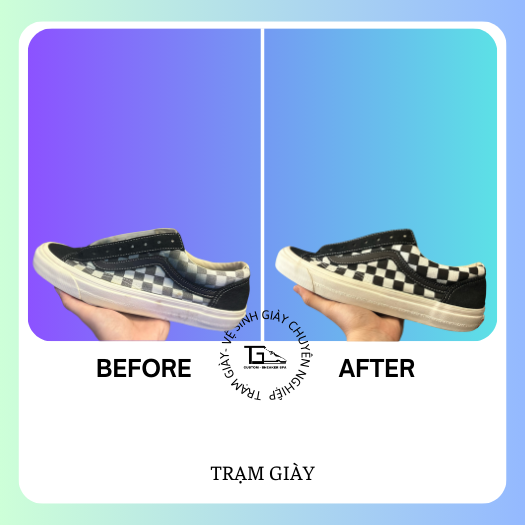 BEFORE
AFTER
TRẠM GIÀY - VỆ SINH GIÀY CHUYÊN NGHIỆP
TG
CUSTOM - SNEAKER SPA
TRẠM GIÀY